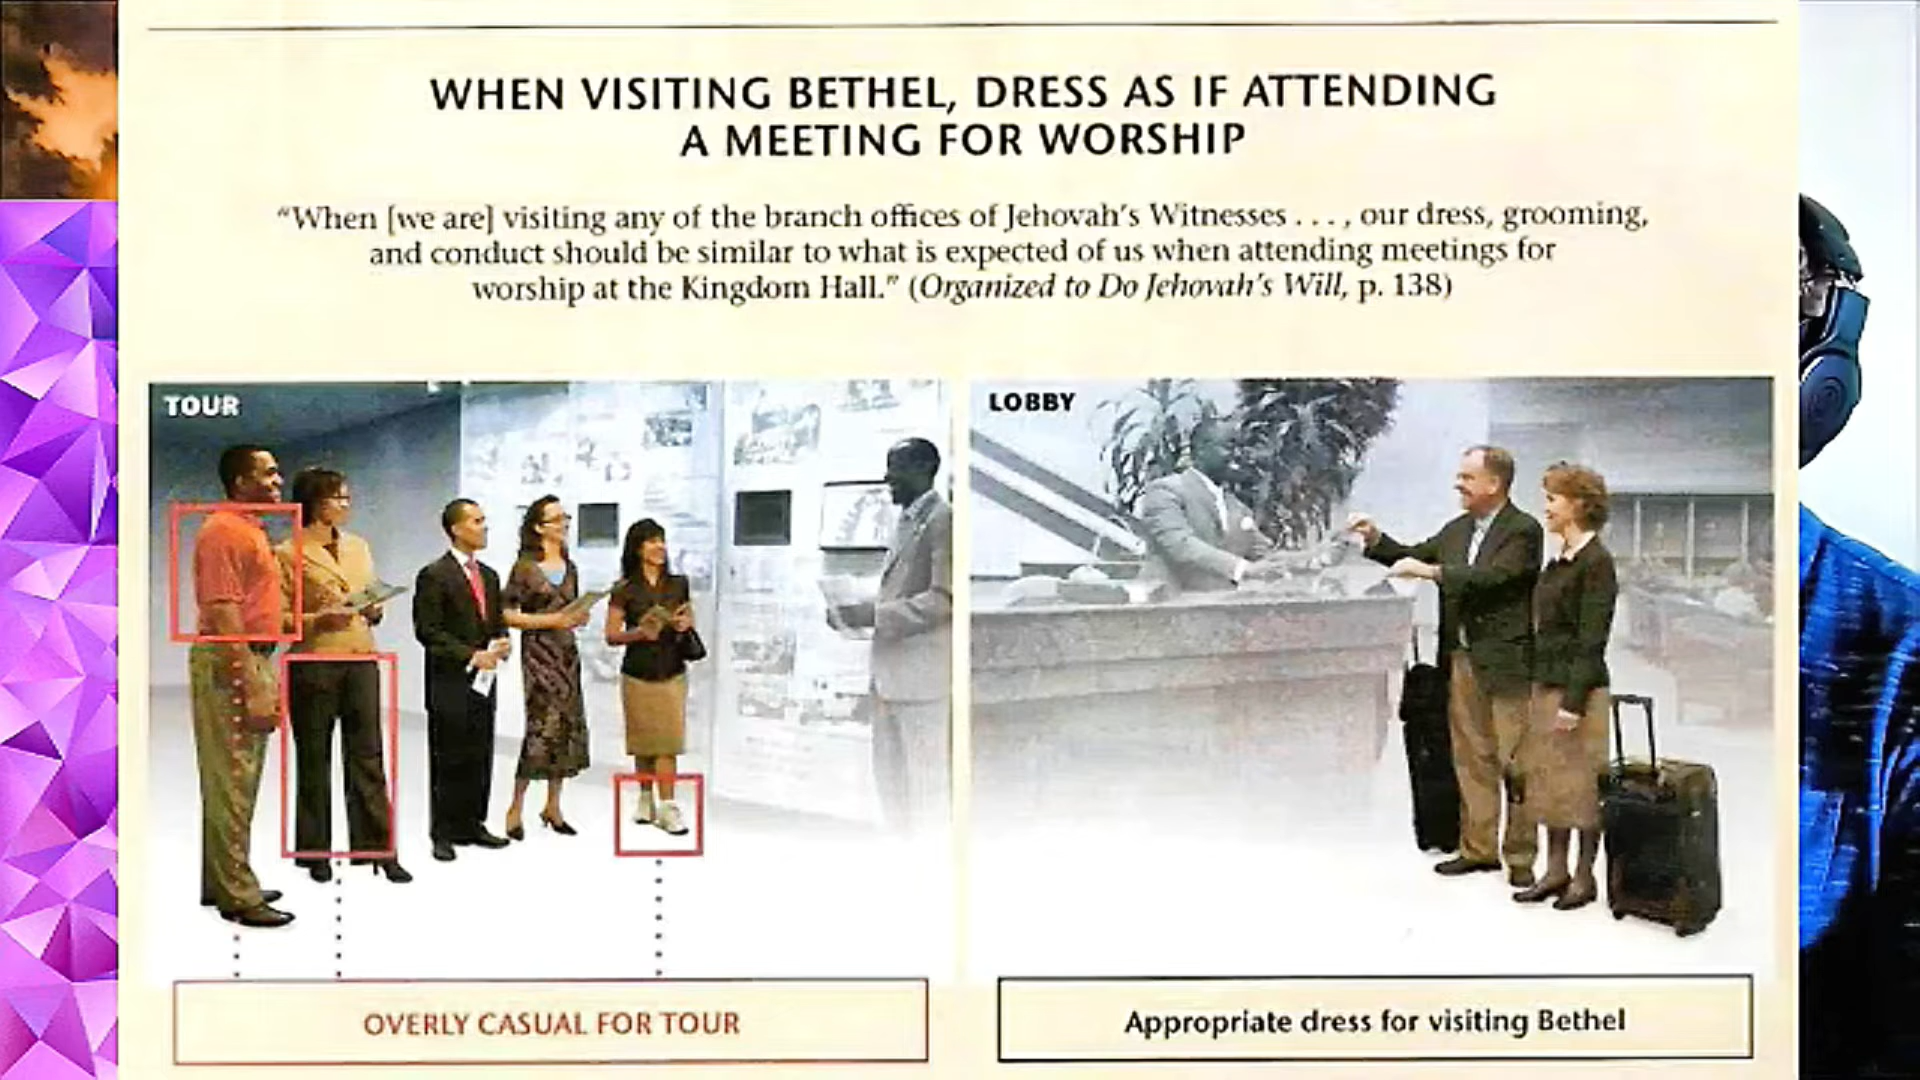 WHEN VISITING BETHEL, DRESS AS IF ATTENDING
A MEETING FOR WORSHIP
“When [we are] visiting any of the branch offices of Jehovah’s Witnesses . . . , our dress, grooming,
and conduct should be similar to what is expected of us when attending meetings for
worship at the Kingdom Hall.” (Organized to Do Jehovah’s Will, p. 138)
TOUR
LOBBY
OVERLY CASUAL FOR TOUR
Appropriate dress for visiting Bethel